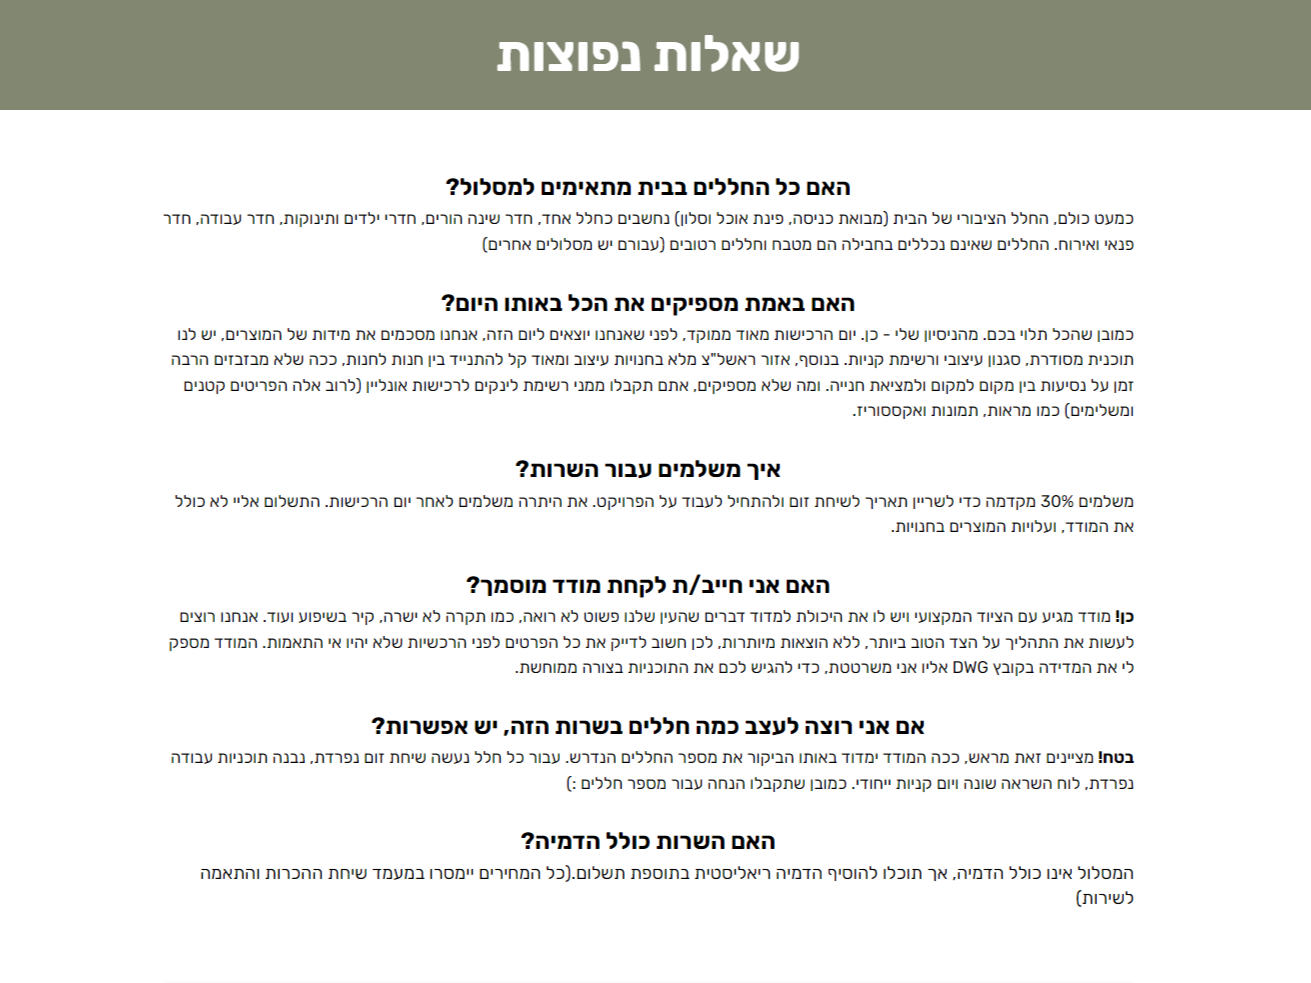 שאלות נפוצות
האם כל החללים בבית מתאימים למסלול?
כמעט כולם, החלל הציבורי של הבית (מבואת כניסה, פינת אוכל וסלון) נחשבים כחלל אחד, חדר שינה הורים, חדרי ילדים ותינוקות, חדר עבודה, חדר
פנאי ואירוח. החללים שאינם נכללים בחבילה הם מטבח וחללים רטובים (עבורם יש מסלולים אחרים)
האם באמת מספיקים את הכל באותו היום?
כמובן שהכל תלוי בכם. מהניסיון שלי - כן. יום הרכישות מאוד ממוקד, לפני שאנחנו יוצאים ליום הזה, אנחנו מסכמים את מידות של המוצרים, יש לנו
תוכנית מסודרת, סגנון עיצובי ורשימת קניות. בנוסף, אזור ראשל"צ מלא בחנויות עיצוב ומאוד קל להתנייד בין חנות לחנות, ככה שלא מבזבזים הרבה
זמן על נסיעות בין מקום למקום ולמציאת חנייה. ומה שלא מספיקים, אתם תקבלו ממני רשימת לינקים לרכישות אונליין (לרוב אלה הפריטים קטנים
ומשלימים) כמו מראות, תמונות ואקססוריז.
איך משלמים עבור השרות?
משלמים 30% מקדמה כדי לשריין תאריך לשיחת זום ולהתחיל לעבוד על הפרויקט. את היתרה משלמים לאחר יום הרכישות. התשלום אליי לא כולל
את המודד, ועלויות המוצרים בחנויות.
האם אני חייב/ת לקחת מודד מוסמך?
כן! מודד מגיע עם הציוד המקצועי ויש לו את היכולת למדוד דברים שהעין שלנו פשוט לא רואה, כמו תקרה לא ישרה, קיר בשיפוע ועוד. אנחנו רוצים
לעשות את התהליך על הצד הטוב ביותר, ללא הוצאות מיותרות, לכן חשוב לדייק את כל הפרטים לפני הרכשיות שלא יהיו אי התאמות. המודד מספק
לי את המדידה בקובץ DWG אליו אני משרטטת, כדי להגיש לכם את התוכניות בצורה ממוחשת.
אם אני רוצה לעצב כמה חללים בשרות הזה, יש אפשרות?
בטח! מציינים זאת מראש, ככה המודד ימדוד באותו הביקור את מספר החללים הנדרש. עבור כל חלל נעשה שיחת זום נפרדת, נבנה תוכניות עבודה
נפרדת, לוח השראה שונה ויום קניות ייחודי. כמובן שתקבלו הנחה עבור מספר חללים :)
האם השרות כולל הדמיה?
המסלול אינו כולל הדמיה, אך תוכלו להוסיף הדמיה ריאליסטית בתוספת תשלום.(כל המחירים יימסרו במעמד שיחת ההכרות והתאמה
לשירות)